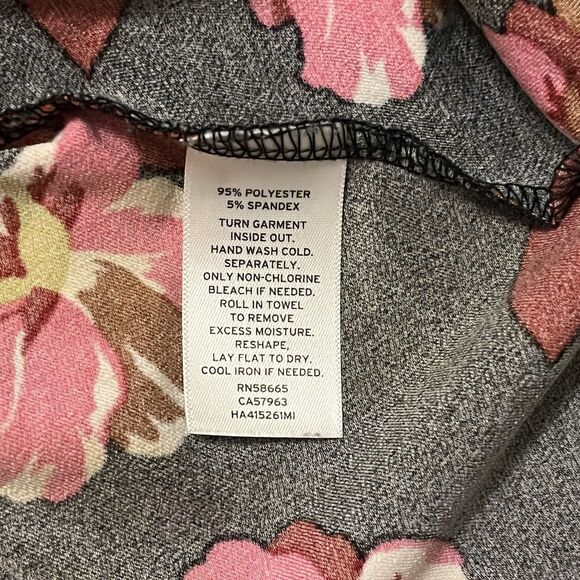 95% POLYESTER
5% SPANDEX
TURN GARMENT
INSIDE OUT.
HAND WASH COLD.
SEPARATELY.
ONLY NON-CHLORINE
BLEACH IF NEEDED.
ROLL IN TOWEL
TO REMOVE
EXCESS MOISTURE.
RESHAPE,
LAY FLAT TO DRY.
COOL IRON IF NEEDED.
RN58665
CA57963
HA415261MI